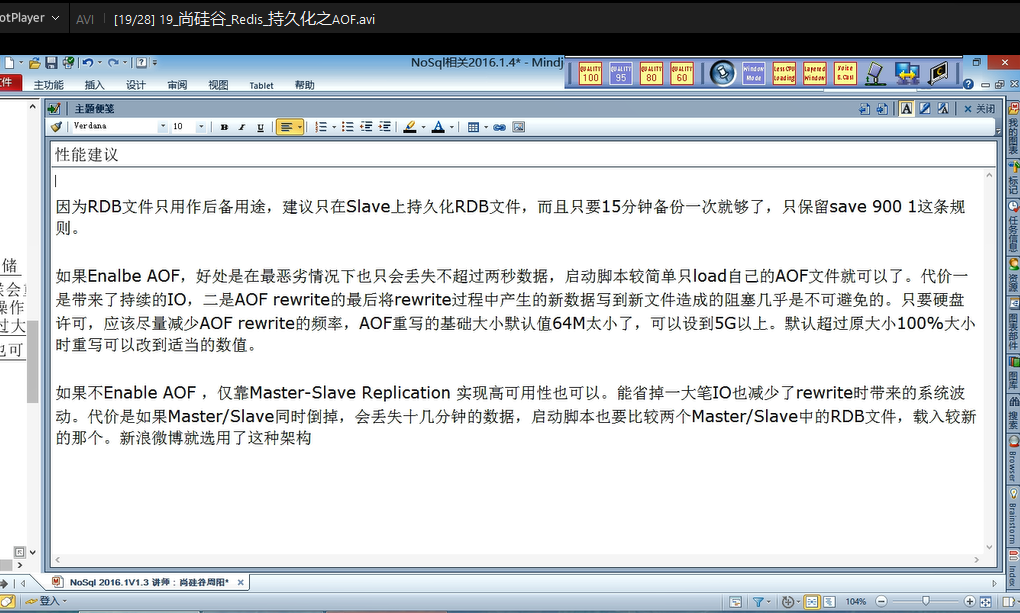 otPlayer
AVI
[19/28] 19_尚硅谷_Redis_持久化之AOF.avi
NoSql相关2016.1.4* - Mindj
QUALITY 100
QUALITY 95
QUALITY 80
QUALITY 60
Window Mode
LessCPU Loading
Layered Window
件
主功能
插入
设计
审阅
视图
Tablet
帮助
主题便笺
关闭
Verdana
10
B I U
性能建议
因为RDB文件只用作后备用途，建议只在Slave上持久化RDB文件，而且只要15分钟备份一次就够了，只保留save 900 1这条规
则。
如果Enalbe AOF，好处是在最恶劣情况下也只会丢失不超过两秒数据，启动脚本较简单只load自己的AOF文件就可以了。代价一
是带来了持续的IO，二是AOF rewrite的最后将rewrite过程中产生的新数据写到新文件造成的阻塞几乎是不可避免的。只要硬盘
许可，应该尽量减少AOF rewrite的频率，AOF重写的基础大小默认值64M太小了，可以设到5G以上。默认超过原大小100%大小
时重写可以改到适当的数值。
如果不Enable AOF ，仅靠Master-Slave Replication 实现高可用性也可以。能省掉一大笔IO也减少了rewrite时带来的系统波
动。代价是如果Master/Slave同时倒掉，会丢失十几分钟的数据，启动脚本也要比较两个Master/Slave中的RDB文件，载入较新
的那个。新浪微博就选用了这种架构
储
操作
过大
也可
我的图表
标记
任务信息
资源
图表部件
图库
搜索
Browser
Brainstorm
Index
NoSql 2016.1V1.3 讲师：尚硅谷周阳*
登入
104%